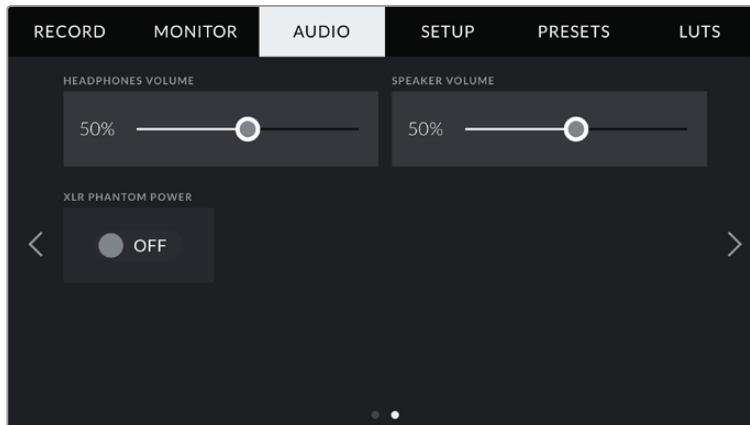 RECORD MONITOR AUDIO SETUP PRESETS LUTS
HEADPHONES VOLUME SPEAKER VOLUME
50% 50%
XLR PHANTOM POWER
OFF